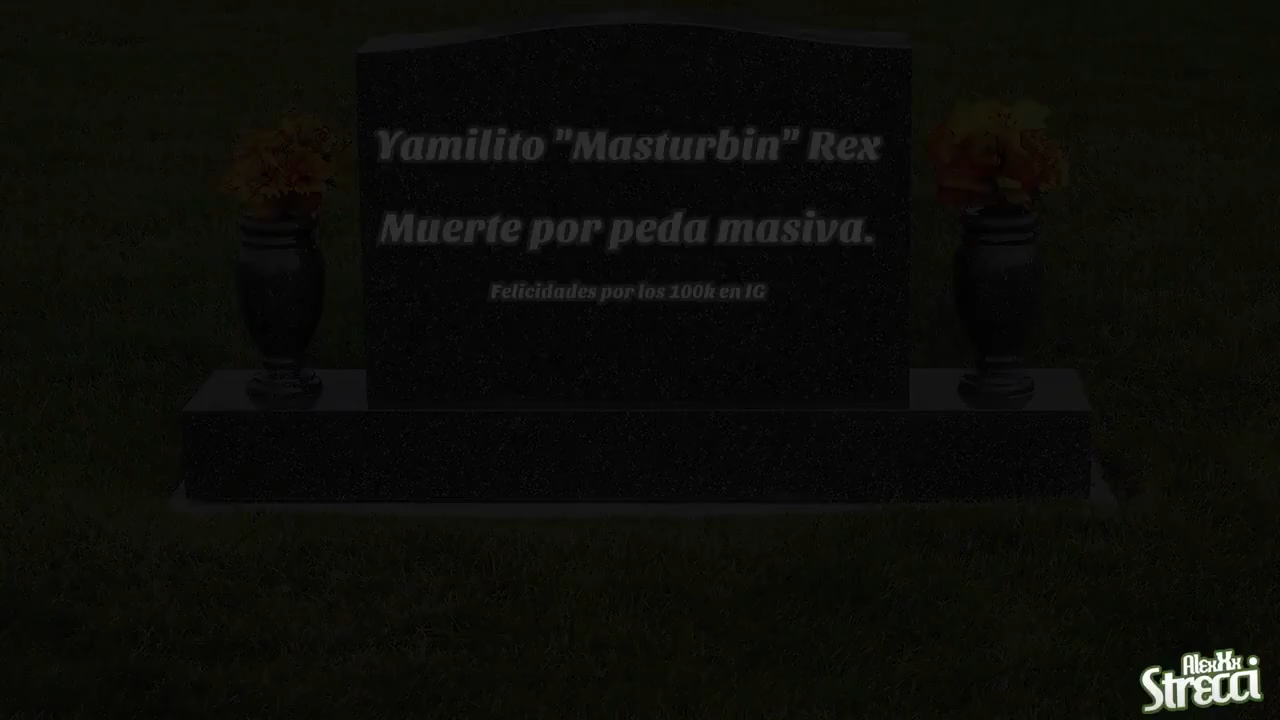 Yamilito "Masturbin" Rex
Muerte por peda masiva.
Felicidades por los 100k en IG
AlexXx
Strecci